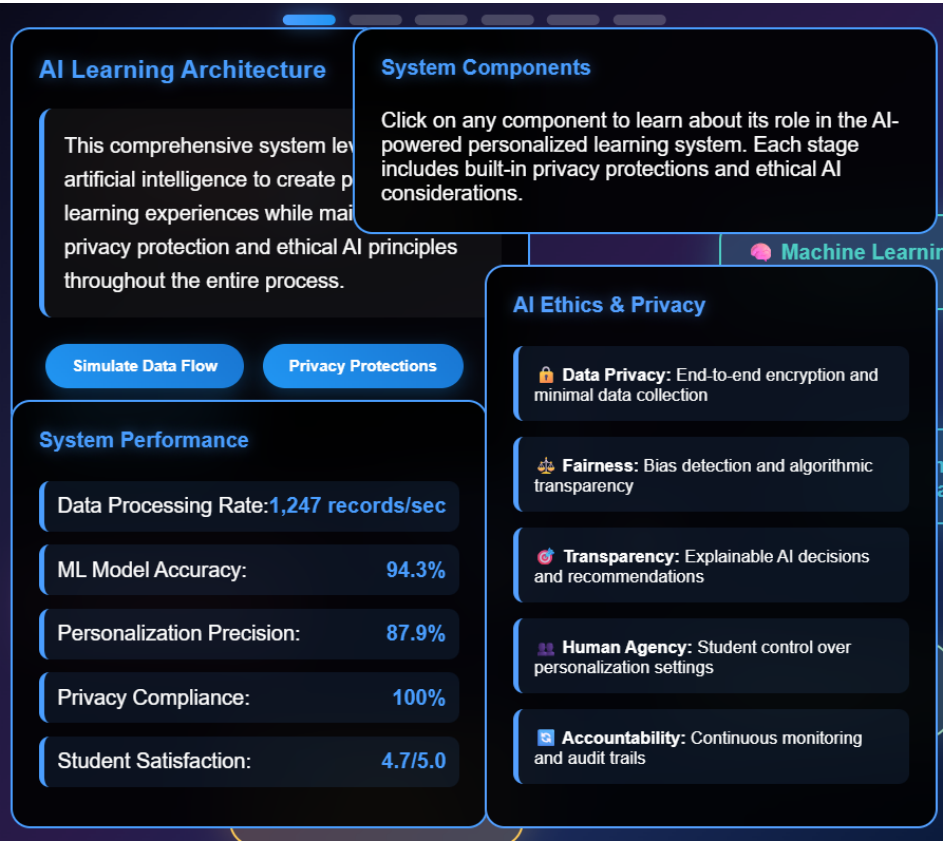 AI Learning Architecture
This comprehensive system
artificial intelligence to create
learning experiences while
privacy protection and ethical AI principles
throughout the entire process.
Simulate Data Flow
Privacy Protections
System Components
Click on any component to learn about its role in the AI-
powered personalized learning system. Each stage
includes built-in privacy protections and ethical AI
considerations.
Machine
System Performance
Data Processing Rate:1,247 records/sec
ML Model Accuracy: 94.3%
Personalization Precision: 87.9%
Privacy Compliance: 100%
Student Satisfaction: 4.7/5.0
AI Ethics & Privacy
🔒 Data Privacy: End-to-end encryption and
minimal data collection
⚖️ Fairness: Bias detection and algorithmic
transparency
🎯 Transparency: Explainable AI decisions
and recommendations
👥 Human Agency: Student control over
personalization settings
🔄 Accountability: Continuous monitoring
and audit trails